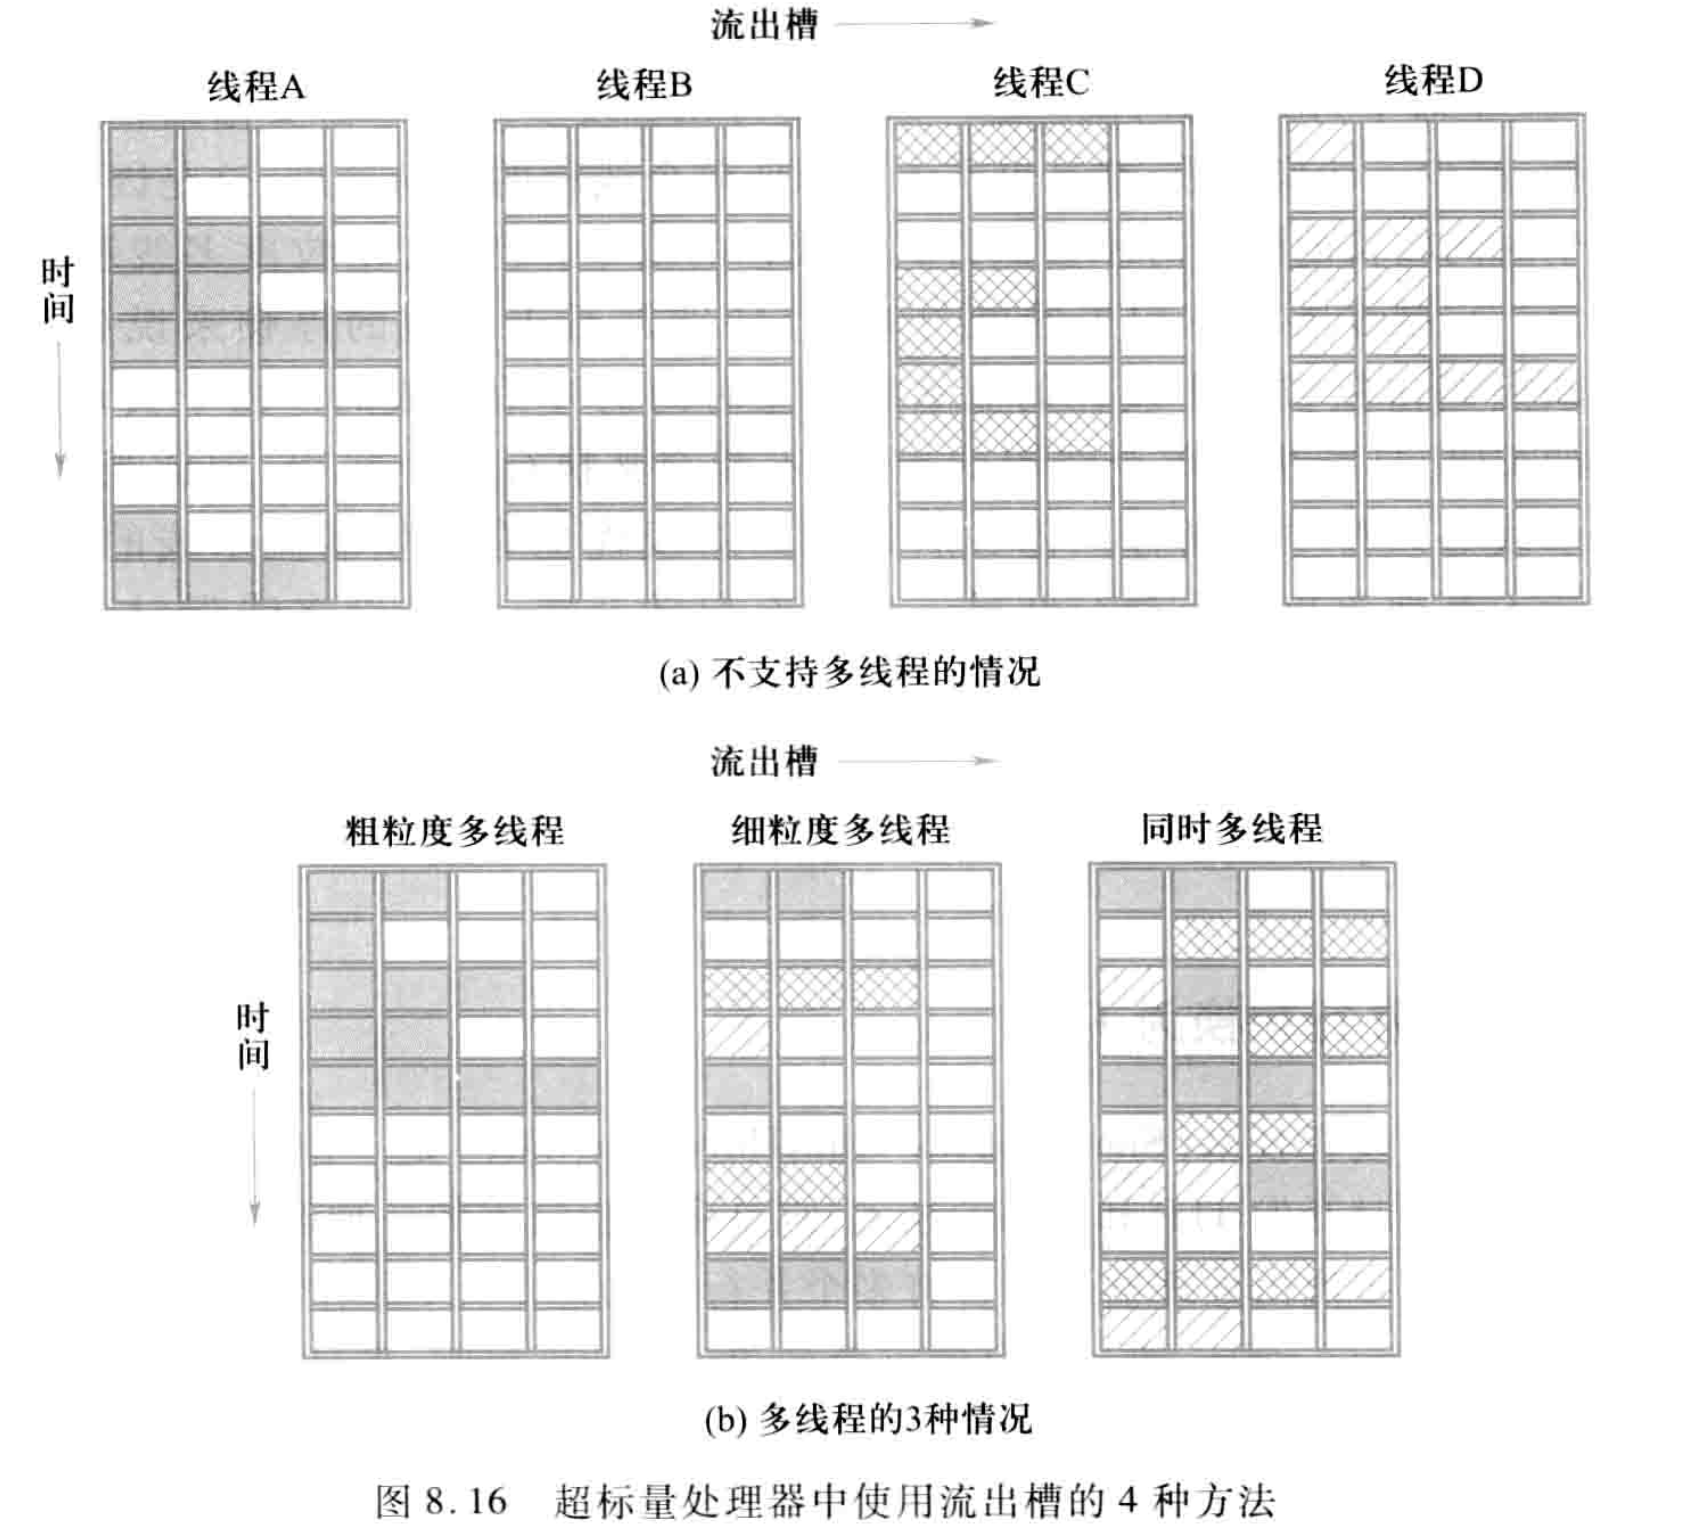 流出槽
线程A 线程B 线程C 线程D
时间
(a) 不支持多线程的情况
流出槽
粗粒度多线程 细粒度多线程 同时多线程
时间
(b) 多线程的3种情况
图 8.16 超标量处理器中使用流出槽的 4 种方法